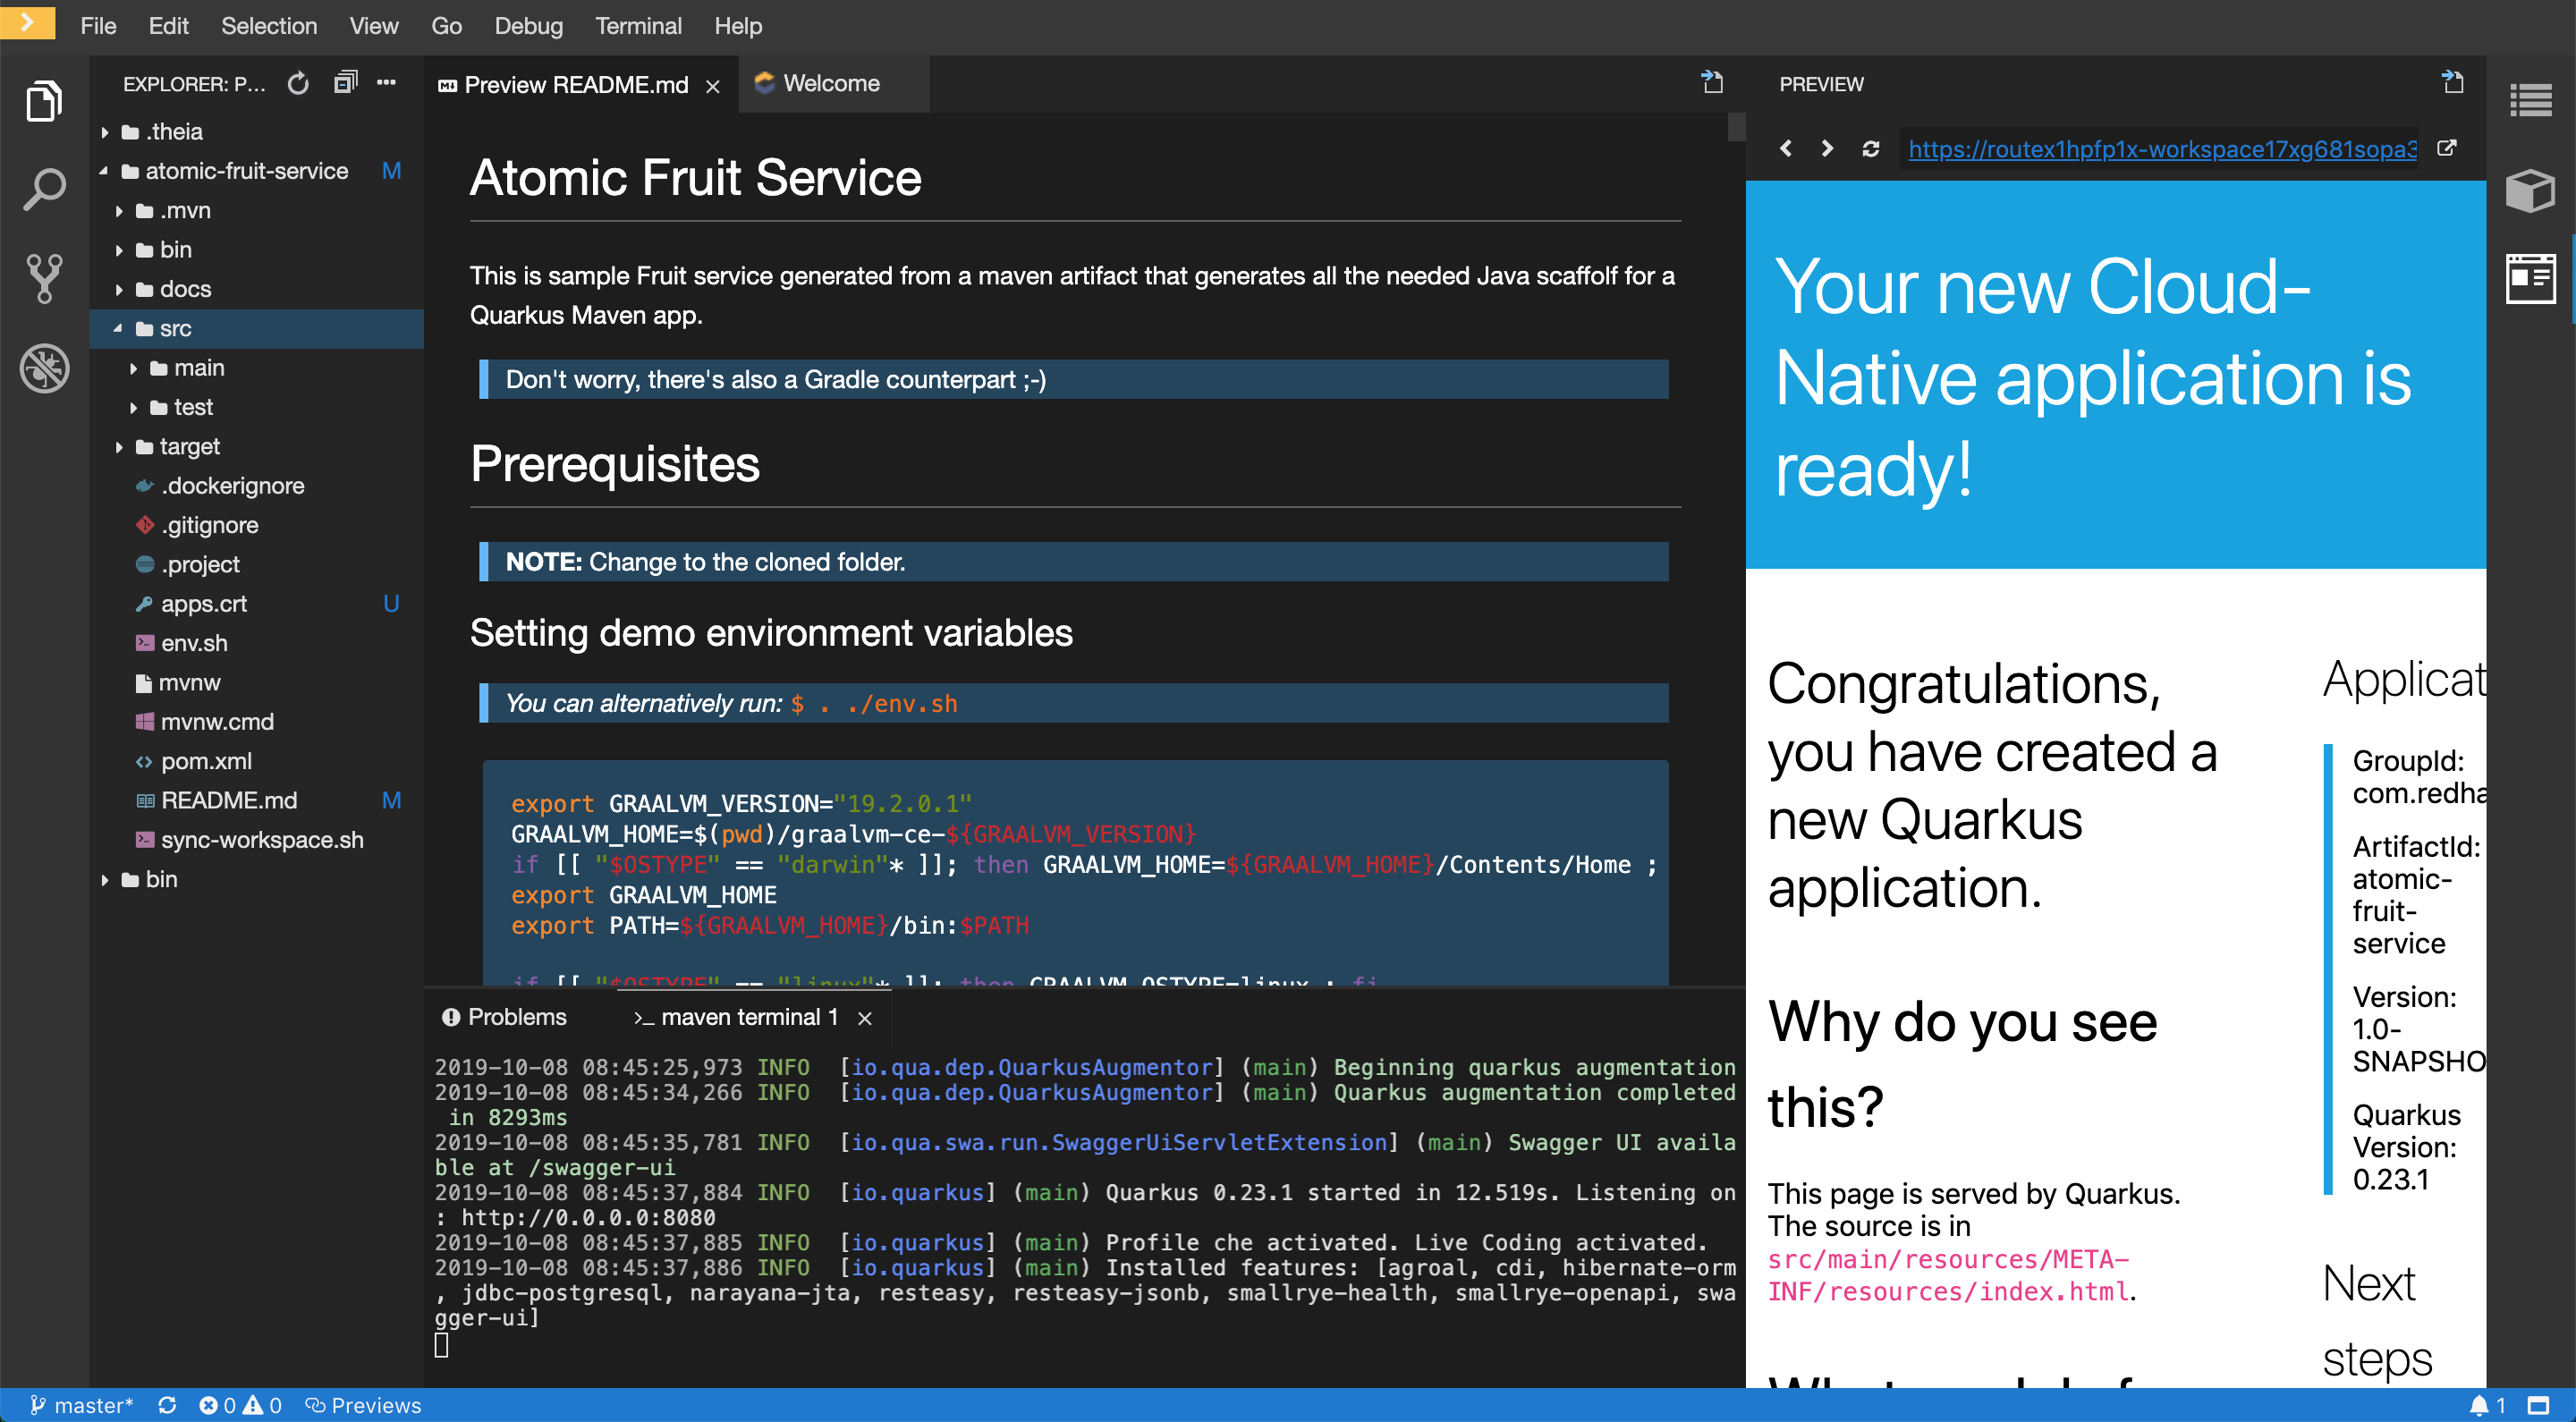 File Edit Selection View Go Debug Terminal Help
EXPLORER: P...
.theia
atomic-fruit-service M
.mvn
bin
docs
src
main
test
target
.dockerignore
.gitignore
.project
apps.crt U
env.sh
mvnw
mvnw.cmd
pom.xml
README.md M
sync-workspace.sh
bin
Preview README.md
Welcome
Atomic Fruit Service
This is sample Fruit service generated from a maven artifact that generates all the needed Java scaffolf for a
Quarkus Maven app.
Don't worry, there's also a Gradle counterpart ;-)
Prerequisites
NOTE: Change to the cloned folder.
Setting demo environment variables
You can alternatively run: $ . ./env.sh
export GRAALVM_VERSION="19.2.0.1"
GRAALVM_HOME=$(pwd)/graalvm-ce-${GRAALVM_VERSION}
if [[ "$OSTYPE" == "darwin"* ]]; then GRAALVM_HOME=${GRAALVM_HOME}/Contents/Home ;
export GRAALVM_HOME
export PATH=${GRAALVM_HOME}/bin:$PATH
if [[ "$OSTYPE" == "linux"* ]]; then GRAALVM_OSTYPE=linux ; fi
Problems
>_ maven terminal 1
2019-10-08 08:45:25,973 INFO [io.qua.dep.QuarkusAugmentor] (main) Beginning quarkus augmentation
2019-10-08 08:45:34,266 INFO [io.qua.dep.QuarkusAugmentor] (main) Quarkus augmentation completed
in 8293ms
2019-10-08 08:45:35,781 INFO [io.qua.swa.run.SwaggerUiServletExtension] (main) Swagger UI availa
ble at /swagger-ui
2019-10-08 08:45:37,884 INFO [io.quarkus] (main) Quarkus 0.23.1 started in 12.519s. Listening on
: http://0.0.0.0:8080
2019-10-08 08:45:37,885 INFO [io.quarkus] (main) Profile che activated. Live Coding activated.
2019-10-08 08:45:37,886 INFO [io.quarkus] (main) Installed features: [agroal, cdi, hibernate-orm
, jdbc-postgresql, narayana-jta, resteasy, resteasy-jsonb, smallrye-health, smallrye-openapi, swa
gger-ui]
PREVIEW
https://routex1hpfp1x-workspace17xg681sopa3
Your new Cloud-
Native application is
ready!
Congratulations,
you have created a
new Quarkus
application.
Why do you see
this?
This page is served by Quarkus.
The source is in
src/main/resources/META-
INF/resources/index.html.
Applicat
GroupId:
com.redha
ArtifactId:
atomic-
fruit-
service
Version:
1.0-
SNAPSHO
Quarkus
Version:
0.23.1
Next
steps
master* 0 0 Previews
1